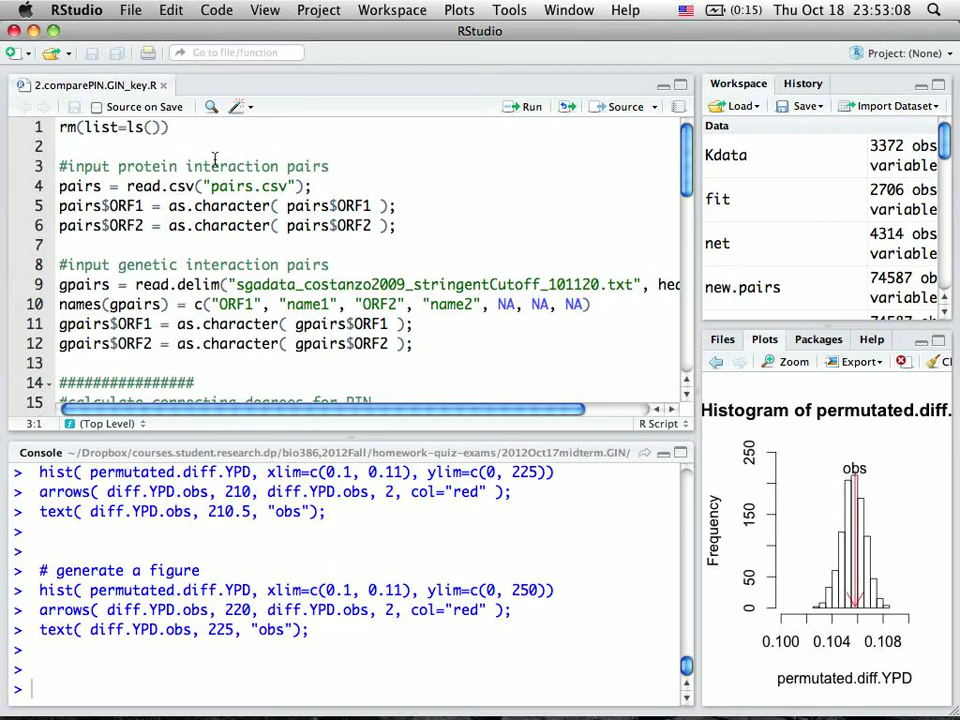 RStudio File Edit Code View Project Workspace Plots Tools Window Help (0:15) Thu Oct 18 23:53:08
RStudio
Go to file/function Project: (None)
2.comparePIN.GIN_key.R
Source on Save Run Source
1 rm(list=ls())
2
3 #input protein interaction pairs
4 pairs = read.csv("pairs.csv");
5 pairs$ORF1 = as.character( pairs$ORF1 );
6 pairs$ORF2 = as.character( pairs$ORF2 );
7
8 #input genetic interaction pairs
9 gpairs = read.delim("sgadata_costanzo2009_stringentCutoff_101120.txt", hea
10 names(gpairs) = c("ORF1", "name1", "ORF2", "name2", NA, NA, NA)
11 gpairs$ORF1 = as.character( gpairs$ORF1 );
12 gpairs$ORF2 = as.character( gpairs$ORF2 );
13
14 ################
15 #calculate connecting degrees for PIN
3:1 (Top Level) R Script
Console ~/Dropbox/courses.student.research.dp/bio386,2012Fall/homework-quiz-exams/2012Oct17midterm.GIN/
> hist( permutated.diff.YPD, xlim=c(0.1, 0.11), ylim=c(0, 225))
> arrows( diff.YPD.obs, 210, diff.YPD.obs, 2, col="red" );
> text( diff.YPD.obs, 210.5, "obs");
>
>
> # generate a figure
> hist( permutated.diff.YPD, xlim=c(0.1, 0.11), ylim=c(0, 250))
> arrows( diff.YPD.obs, 220, diff.YPD.obs, 2, col="red" );
> text( diff.YPD.obs, 225, "obs");
>
>
>
Workspace History
Load Save Import Dataset
Data
Kdata 3372 obs
variable
fit 2706 obs
variable
net 4314 obs
variable
new.pairs 74587 obs
variable
Files Plots Packages Help
Zoom Export Cl
Histogram of permutated.diff.
Frequency
250
150
50
0
obs
0.100 0.104 0.108
permutated.diff.YPD